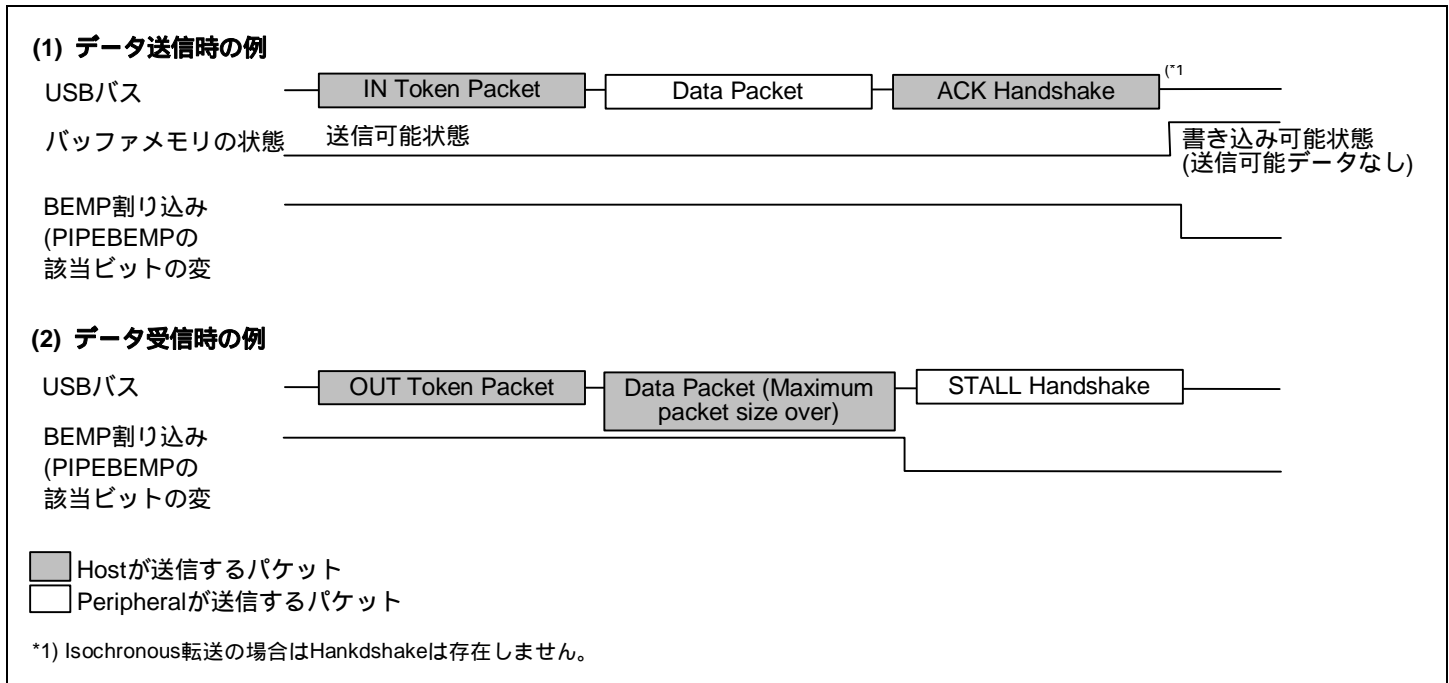 (1) データ送信時の例
USBバス
IN Token Packet
Data Packet
ACK Handshake
(*1
バッファメモリの状態
送信可能状態
書き込み可能状態
(送信可能データなし)
BEMP割り込み
(PIPEBEMPの
該当ビットの変
(2) データ受信時の例
USBバス
OUT Token Packet
Data Packet (Maximum
packet size over)
STALL Handshake
BEMP割り込み
(PIPEBEMPの
該当ビットの変
Hostが送信するパケット
Peripheralが送信するパケット
*1) Isochronous転送の場合はHankdshakeは存在しません。